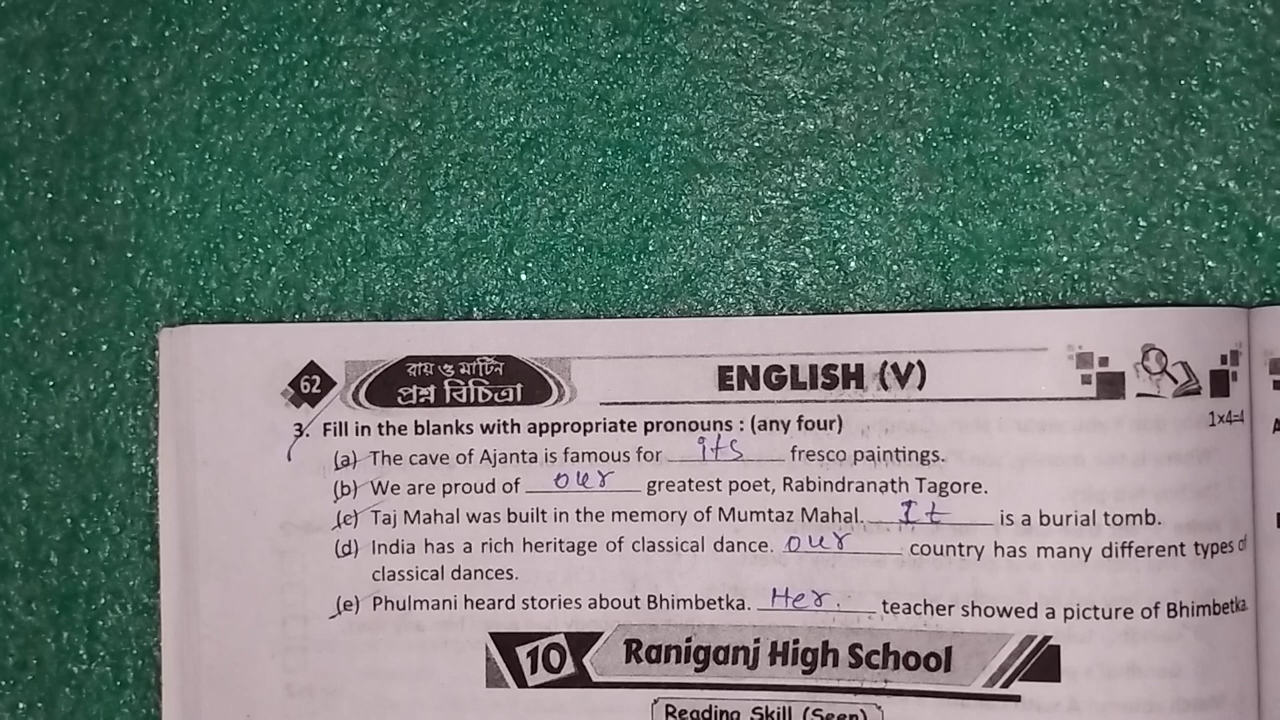 62 রায় ও মার্টিন প্রশ্ন বিচিত্রা ENGLISH (V)
3. Fill in the blanks with appropriate pronouns : (any four) 1x4=4
(a) The cave of Ajanta is famous for its fresco paintings.
(b) We are proud of our greatest poet, Rabindranath Tagore.
(c) Taj Mahal was built in the memory of Mumtaz Mahal. It is a burial tomb.
(d) India has a rich heritage of classical dance. our country has many different types of
classical dances.
(e) Phulmani heard stories about Bhimbetka. Her. teacher showed a picture of Bhimbetka.
10 Raniganj High School
Reading Skill (Seen)